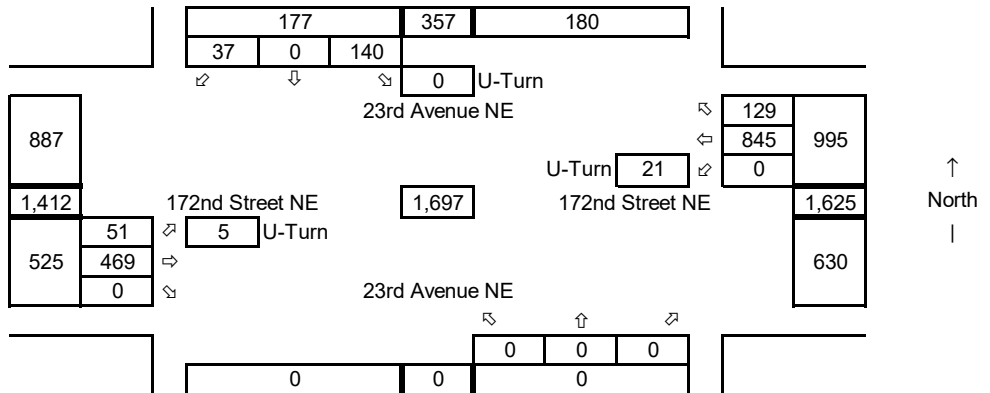 177 357 180
37 0 140
⬃ ⇩ ⬂ 0 U-Turn
23rd Avenue NE
⬁ 129
887 ⇦ 845 995
U-Turn 21 ⬃ 0 ↑
1,412 172nd Street NE 1,697 172nd Street NE 1,625 North
51 ⬀ 5 U-Turn |
525 469 ⇨ 630
0 ⬂ 23rd Avenue NE
⬁ ⇧ ⬀
0 0 0
0 0 0